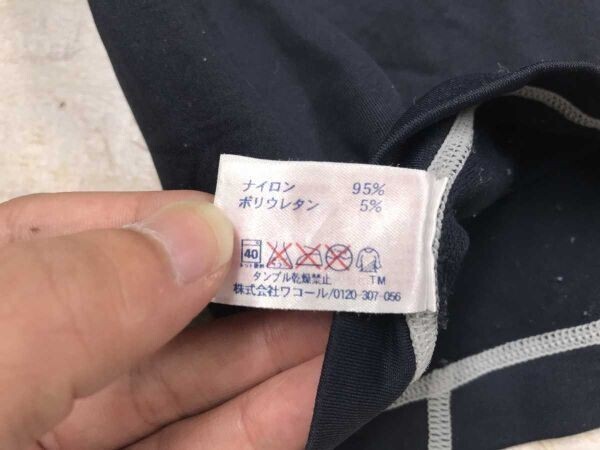 ナイロン 95%
ポリウレタン 5%
40
タンブル乾燥禁止 TM
株式会社ワコール/0120-307-056